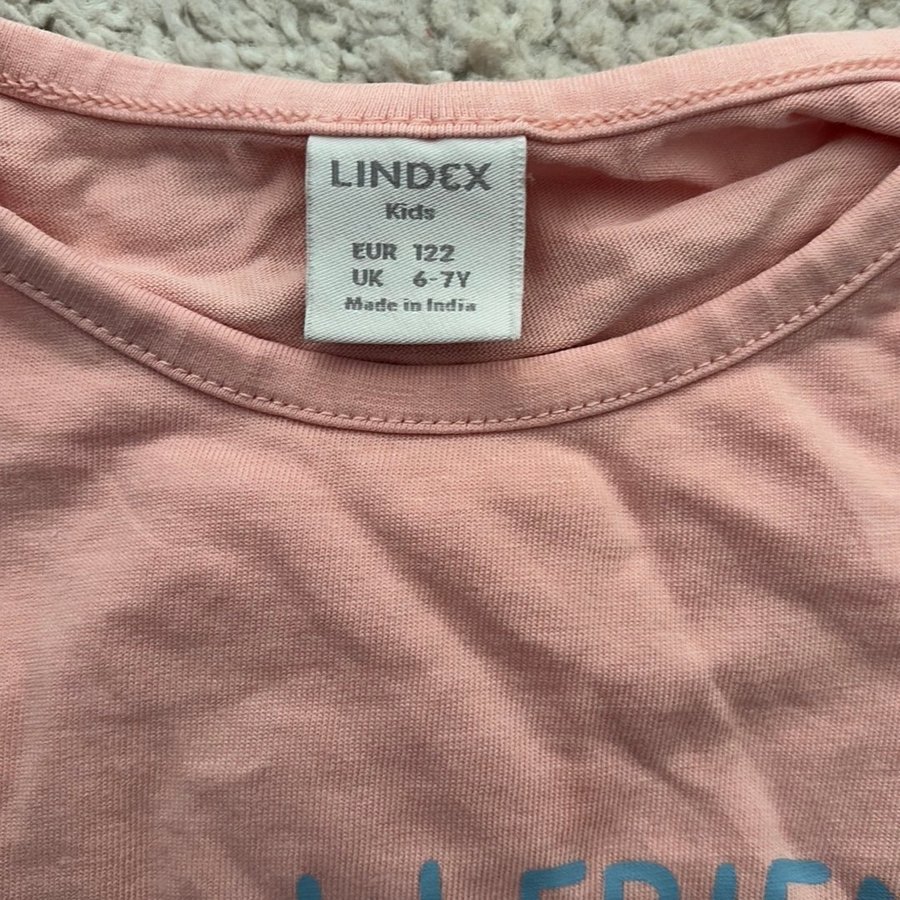 LINDEX
Kids
EUR 122
UK 6-7Y
Made in India